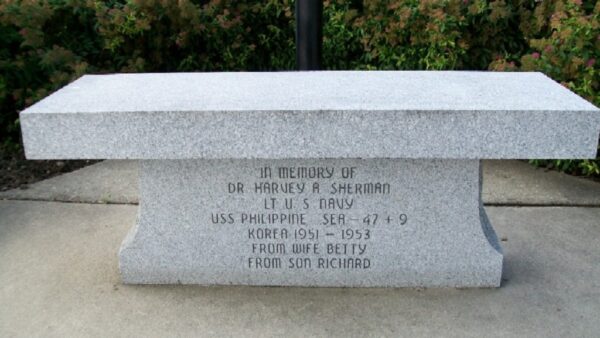 IN MEMORY OF
DR HARVEY A SHERMAN
LT U S NAVY
USS PHILIPPINE SEA - 47 + 9
KOREA 1951 - 1953
FROM WIFE BETTY
FROM SON RICHARD